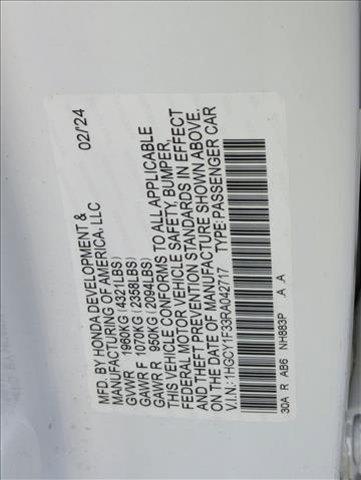 MFD. BY HONDA DEVELOPMENT & 02/'24
MANUFACTURING OF AMERICA, LLC
GVWR 1960KG (4321LBS)
GAWR F 1070KG (2358LBS)
GAWR R 950KG (2094LBS)
THIS VEHICLE CONFORMS TO ALL APPLICABLE
FEDERAL MOTOR VEHICLE SAFETY, BUMPER,
AND THEFT PREVENTION STANDARDS IN EFFECT
ON THE DATE OF MANUFACTURE SHOWN ABOVE.
V.I.N.: 1HGCY1F33RA042717 TYPE: PASSENGER CAR
30A R AB6 NH883P A A